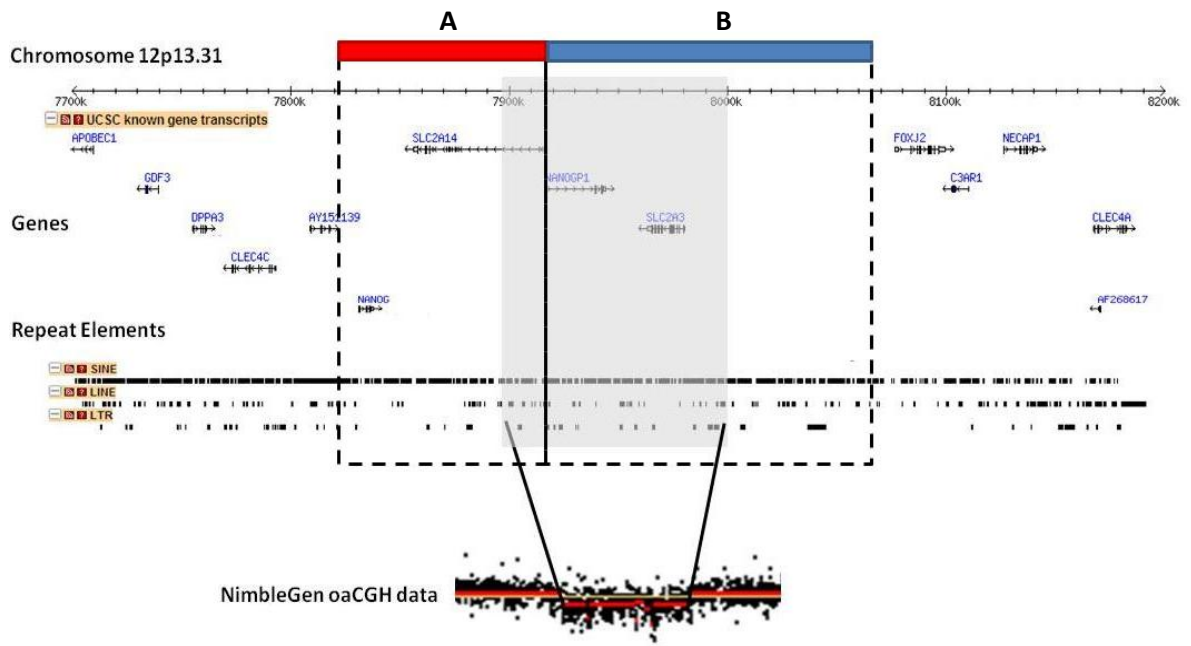 A B
Chromosome 12p13.31
7700k 7800k 7900k 8000k 8100k 8200k
UCSC known gene transcripts
APOBEC1 SLC2A14 FOXJ2 NECAP1
GDF3 NANOGP1 C3AR1
Genes DPPA3 AY151139 SLC2A3 CLEC4A
CLEC4C
NANOG AF268617
Repeat Elements
SINE
LINE
LTR
NimbleGen oaCGH data